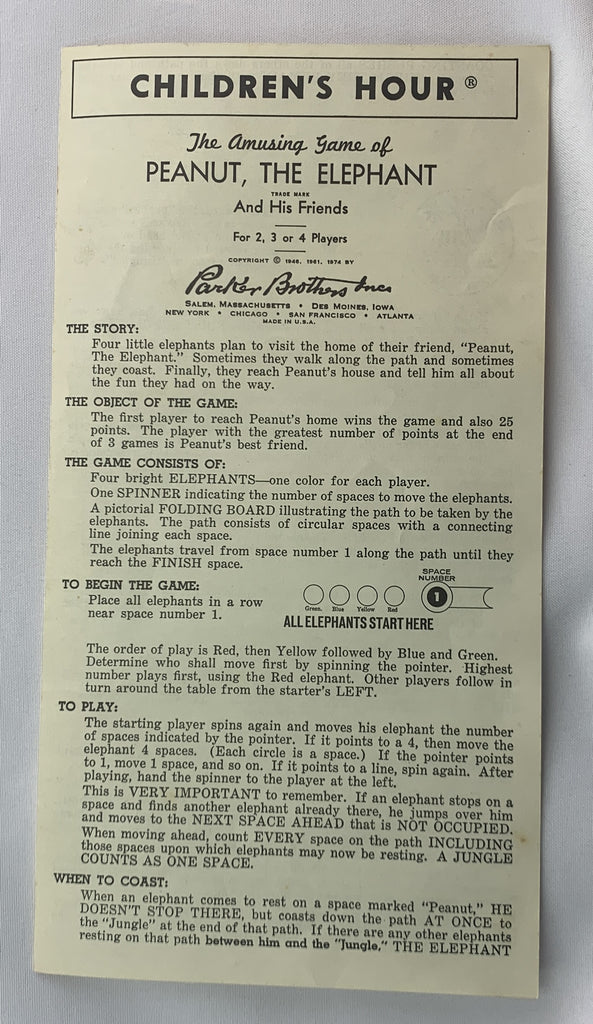 CHILDREN'S HOUR ®
The Amusing Game of
PEANUT, THE ELEPHANT
TRADE MARK
And His Friends
For 2, 3 or 4 Players
COPYRIGHT © 1946, 1961, 1974 BY
Parker Brothers Inc
SALEM, MASSACHUSETTS • DES MOINES, IOWA
NEW YORK • CHICAGO • SAN FRANCISCO • ATLANTA
MADE IN U.S.A.
THE STORY:
Four little elephants plan to visit the home of their friend, "Peanut,
The Elephant." Sometimes they walk along the path and sometimes
they coast. Finally, they reach Peanut's house and tell him all about
the fun they had on the way.
THE OBJECT OF THE GAME:
The first player to reach Peanut's home wins the game and also 25
points. The player with the greatest number of points at the end
of 3 games is Peanut's best friend.
THE GAME CONSISTS OF:
Four bright ELEPHANTS—one color for each player.
One SPINNER indicating the number of spaces to move the elephants.
A pictorial FOLDING BOARD illustrating the path to be taken by the
elephants. The path consists of circular spaces with a connecting
line joining each space.
The elephants travel from space number 1 along the path until they
reach the FINISH space.
TO BEGIN THE GAME:
Place all elephants in a row
near space number 1.
SPACE
NUMBER
1
Green Blue Yellow Red
ALL ELEPHANTS START HERE
The order of play is Red, then Yellow followed by Blue and Green.
Determine who shall move first by spinning the pointer. Highest
number plays first, using the Red elephant. Other players follow in
turn around the table from the starter's LEFT.
TO PLAY:
The starting player spins again and moves his elephant the number
of spaces indicated by the pointer. If it points to a 4, then move the
elephant 4 spaces. (Each circle is a space.) If the pointer points
to 1, move 1 space, and so on. If it points to a line, spin again. After
playing, hand the spinner to the player at the left.
This is VERY IMPORTANT to remember. If an elephant stops on a
space and finds another elephant already there, he jumps over him
and moves to the NEXT SPACE AHEAD that is NOT OCCUPIED.
When moving ahead, count EVERY space on the path INCLUDING
those spaces upon which elephants may now be resting. A JUNGLE
COUNTS AS ONE SPACE.
WHEN TO COAST:
When an elephant comes to rest on a space marked "Peanut," HE
DOESN'T STOP THERE, but coasts down the path AT ONCE to
the "Jungle" at the end of that path. If there are any other elephants
resting on that path between him and the "Jungle," THE ELEPHANT